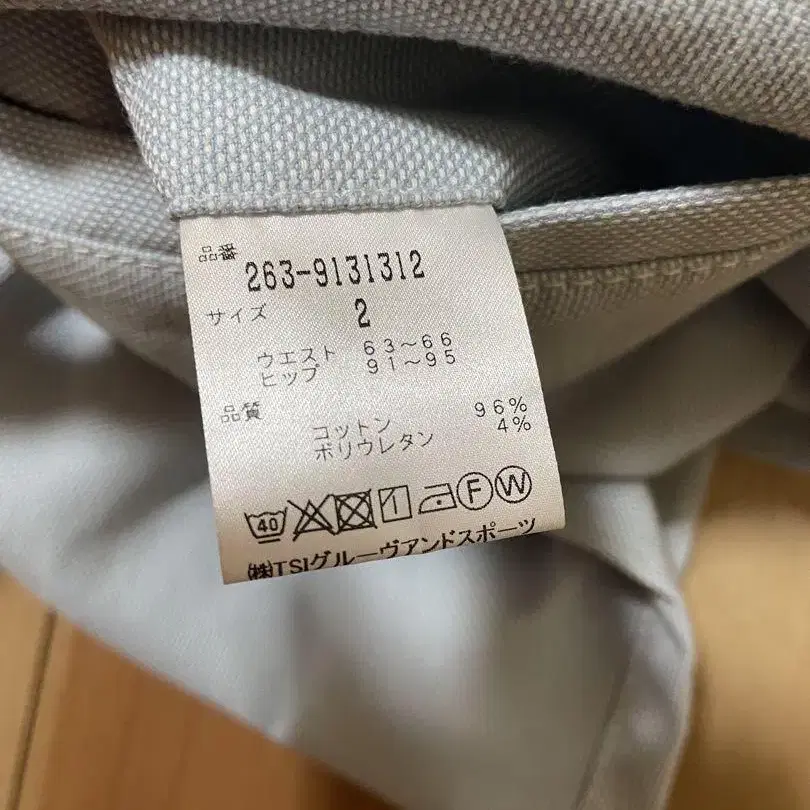 品番
263-9131312
サイズ 2
ウエスト 63～66
ヒップ 91～95
品質
コットン 96%
ポリウレタン 4%
40 F W
㈱TSIグルーヴアンドスポーツ